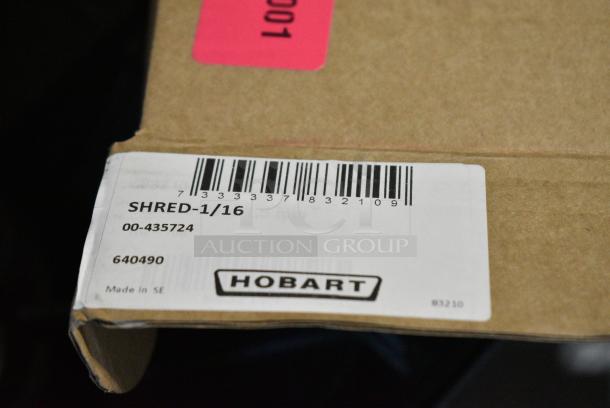 001
7 333337 832109
SHRED-1/16
00-435724
PCI
AUCTION GROUP
640490
HOBART
Made in SE
83210